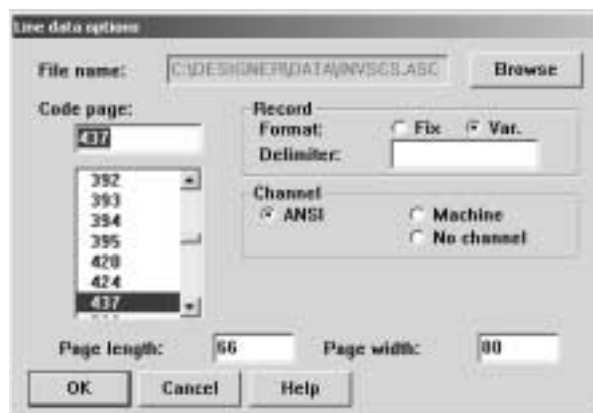 Line data options
File name: C:\DESIGNER\DATA\INVSCS.ASC Browse
Code page:
437
392
393
394
395
420
424
437
Record
Format: Fix Var.
Delimiter:
Channel
ANSI Machine
No channel
Page length: 66 Page width: 80
OK Cancel Help